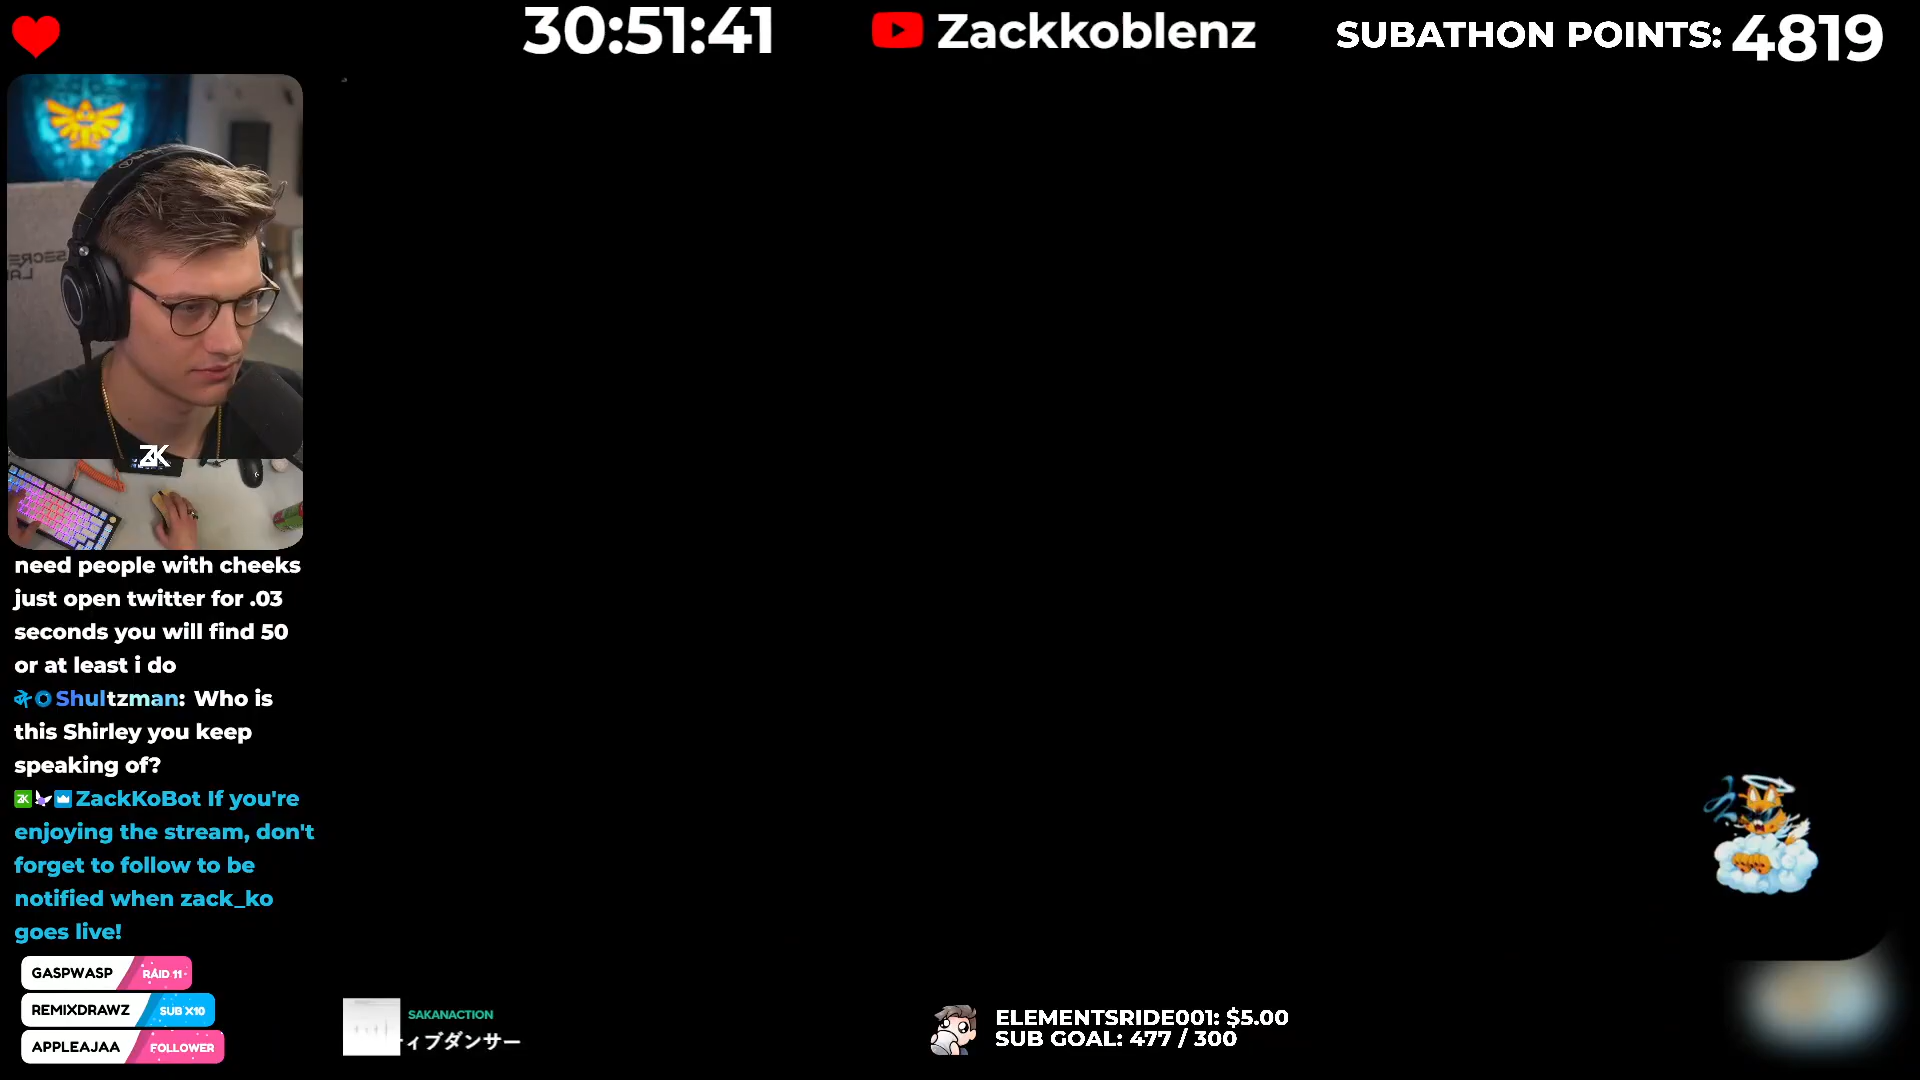 30:51:41
Zackkoblenz
SUBATHON POINTS: 4819
ZK
need people with cheeks
just open twitter for .03
seconds you will find 50
or at least i do
Shultzman: Who is
this Shirley you keep
speaking of?
ZK ZackKoBot If you're
enjoying the stream, don't
forget to follow to be
notified when zack_ko
goes live!
GASPWASP RAID 11
REMIXDRAWZ SUB X10
APPLEAJAA FOLLOWER
SAKANACTION
ィブダンサー
ELEMENTSRIDE001: $5.00
SUB GOAL: 477 / 300